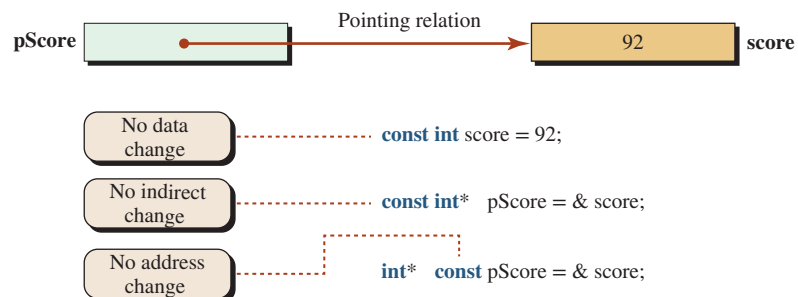 Pointing relation
pScore
92
score
No data
change
const int score = 92;
No indirect
change
const int* pScore = & score;
No address
change
int* const pScore = & score;